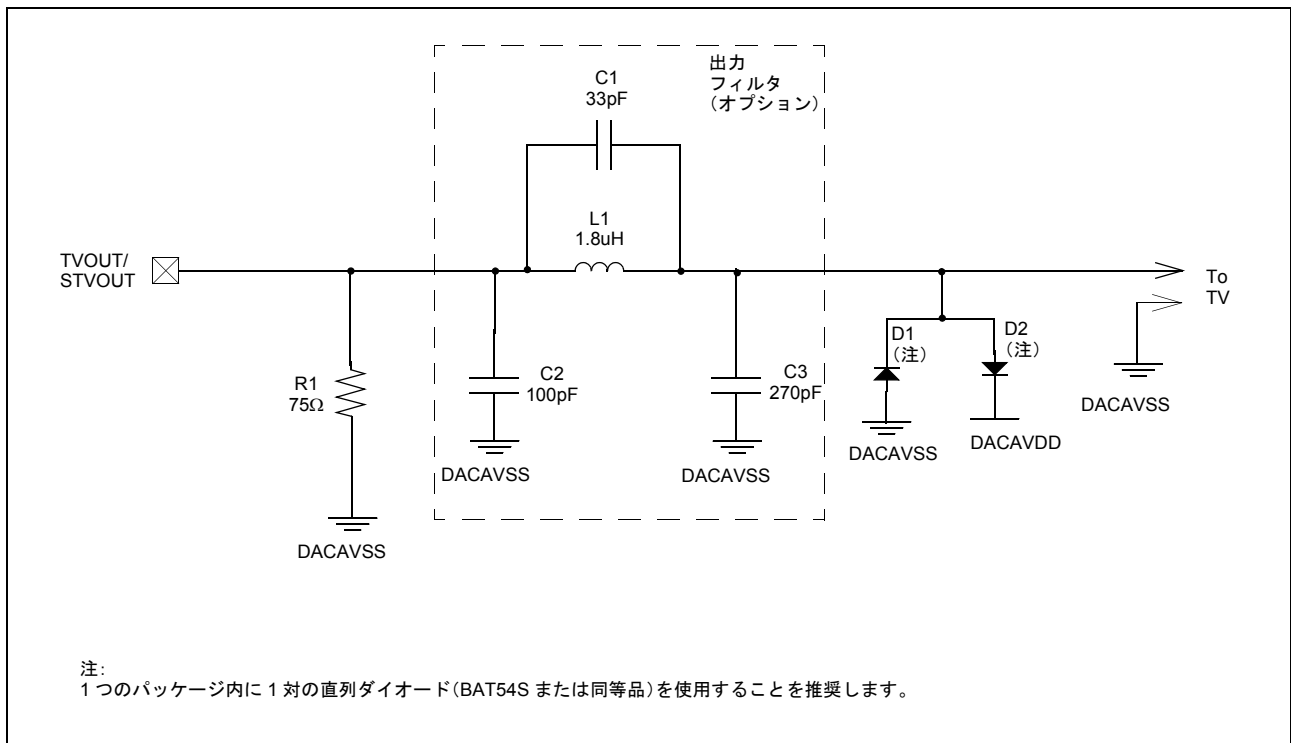 出力
フィルタ
（オプション）
C1
33pF
L1
1.8uH
TVOUT/
STVOUT
To
TV
R1
75Ω
C2
100pF
C3
270pF
D1
（注）
D2
（注）
DACAVSS
DACAVSS
DACAVSS
DACAVSS
DACAVDD
DACAVSS
注:
1 つのパッケージ内に 1 対の直列ダイオード（BAT54S または同等品）を使用することを推奨します。